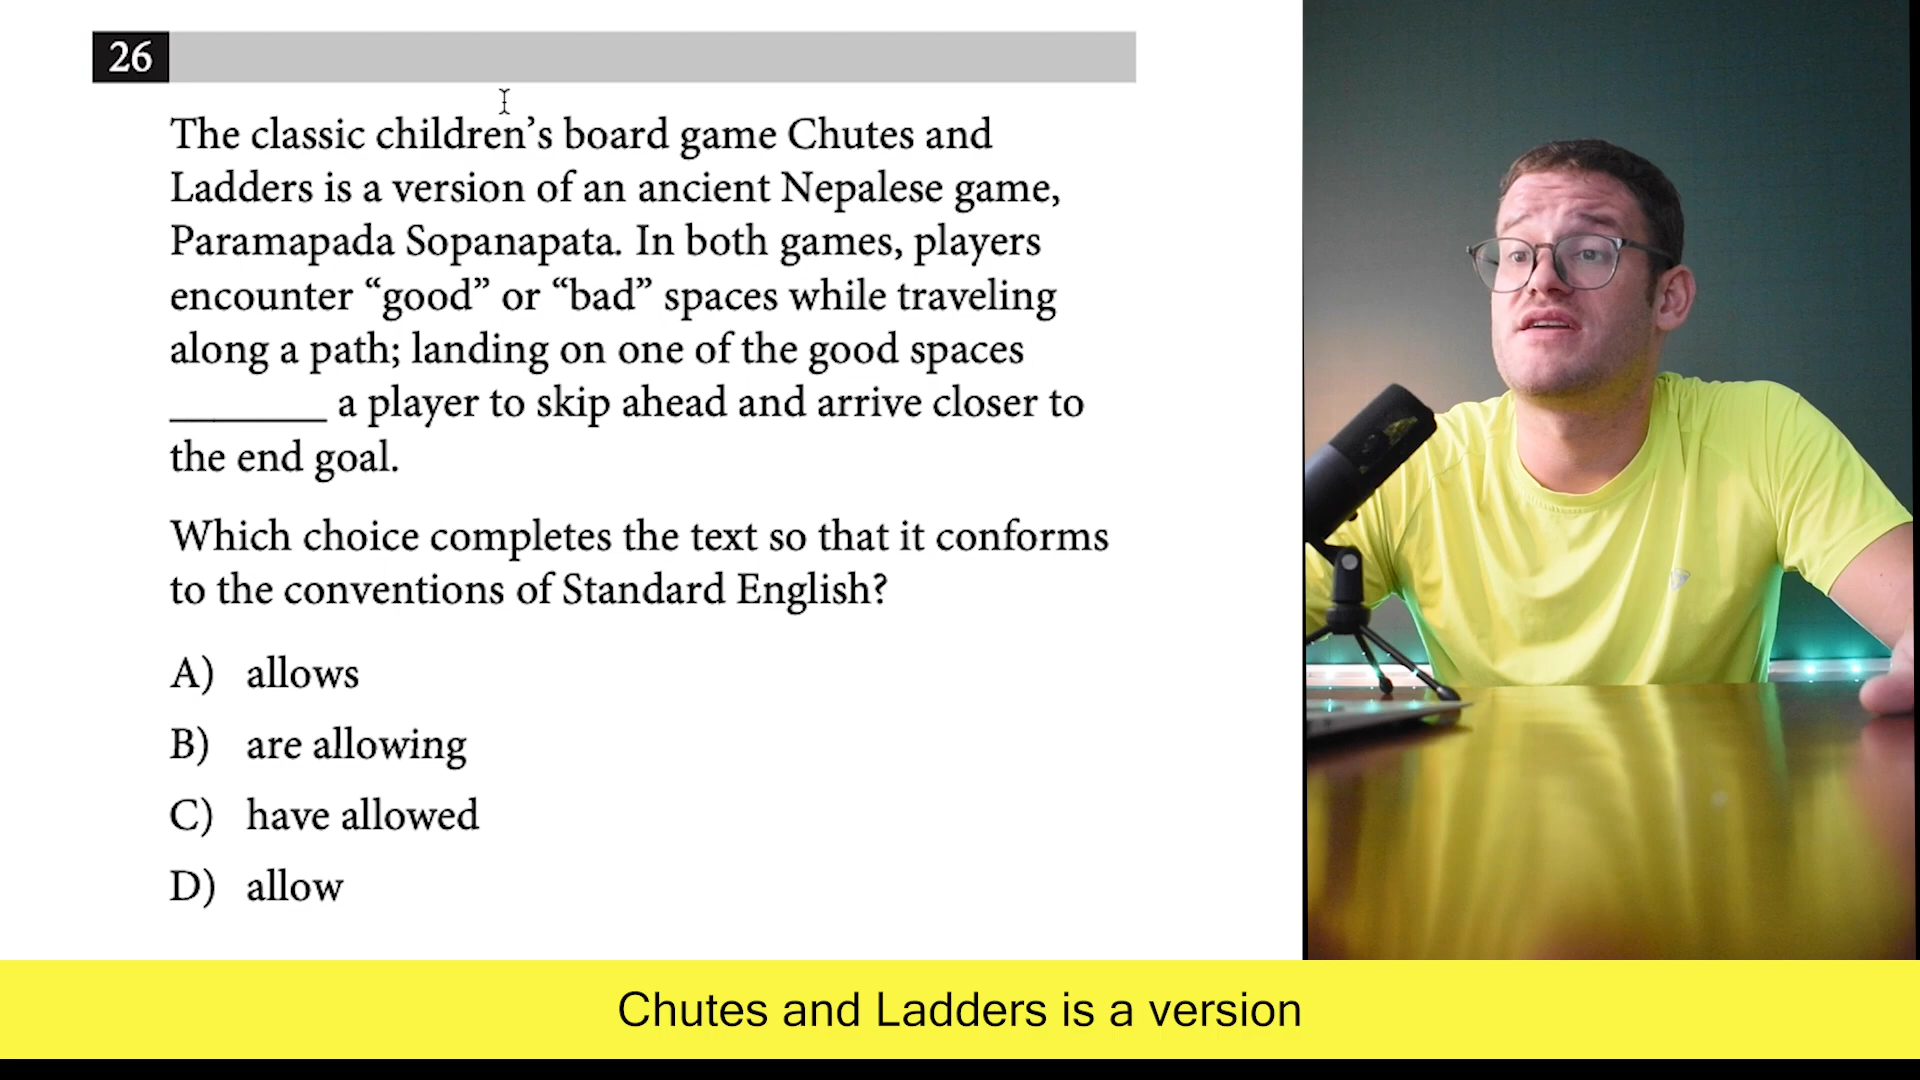 26
The classic children’s board game Chutes and
Ladders is a version of an ancient Nepalese game,
Paramapada Sopanapata. In both games, players
encounter “good” or “bad” spaces while traveling
along a path; landing on one of the good spaces
________ a player to skip ahead and arrive closer to
the end goal.
Which choice completes the text so that it conforms
to the conventions of Standard English?
A) allows
B) are allowing
C) have allowed
D) allow
Chutes and Ladders is a version